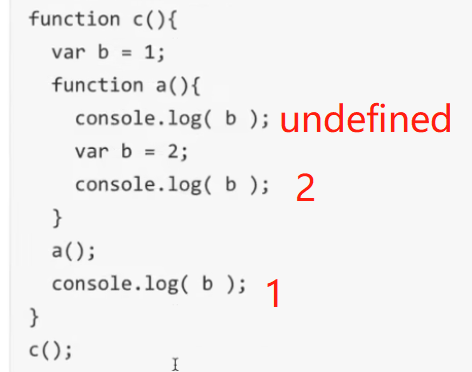 function c(){
var b = 1;
function a(){
console.log( b ); undefined
var b = 2;
console.log( b ); 2
}
a();
console.log( b ); 1
}
c();